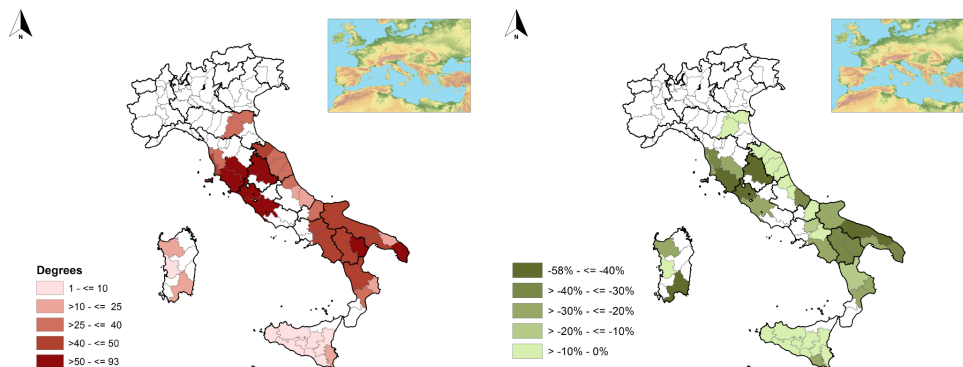 N
N
Degrees
1 - <= 10
>10 - <= 25
>25 - <= 40
>40 - <= 50
>50 - <= 93
-58% - <= -40%
> -40% - <= -30%
> -30% - <= -20%
> -20% - <= -10%
> -10% - 0%